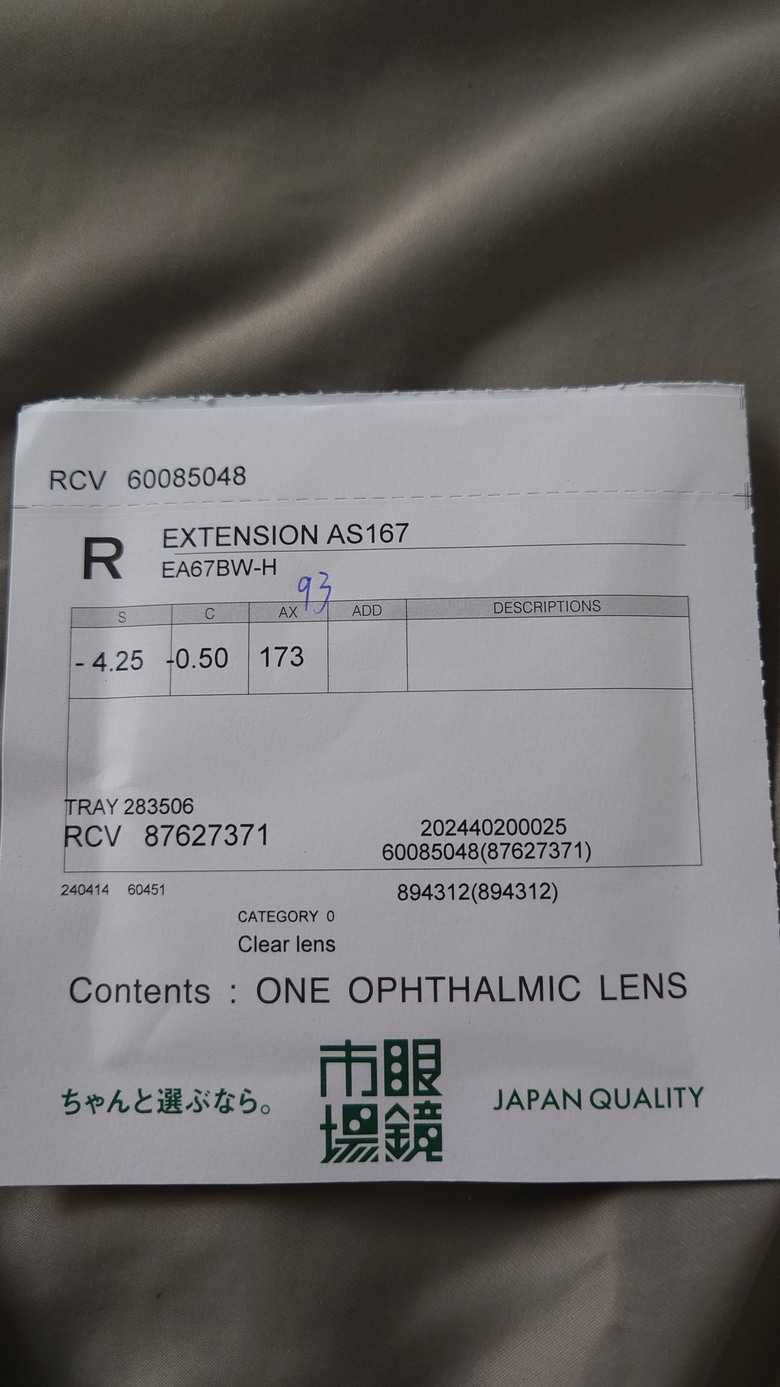 RCV 60085048
R
EXTENSION AS167
EA67BW-H
93
S C AX ADD DESCRIPTIONS
- 4.25 -0.50 173
TRAY 283506
RCV 87627371
202440200025
60085048(87627371)
240414 60451
894312(894312)
CATEGORY 0
Clear lens
Contents : ONE OPHTHALMIC LENS
ちゃんと選ぶなら。
眼鏡市場
JAPAN QUALITY